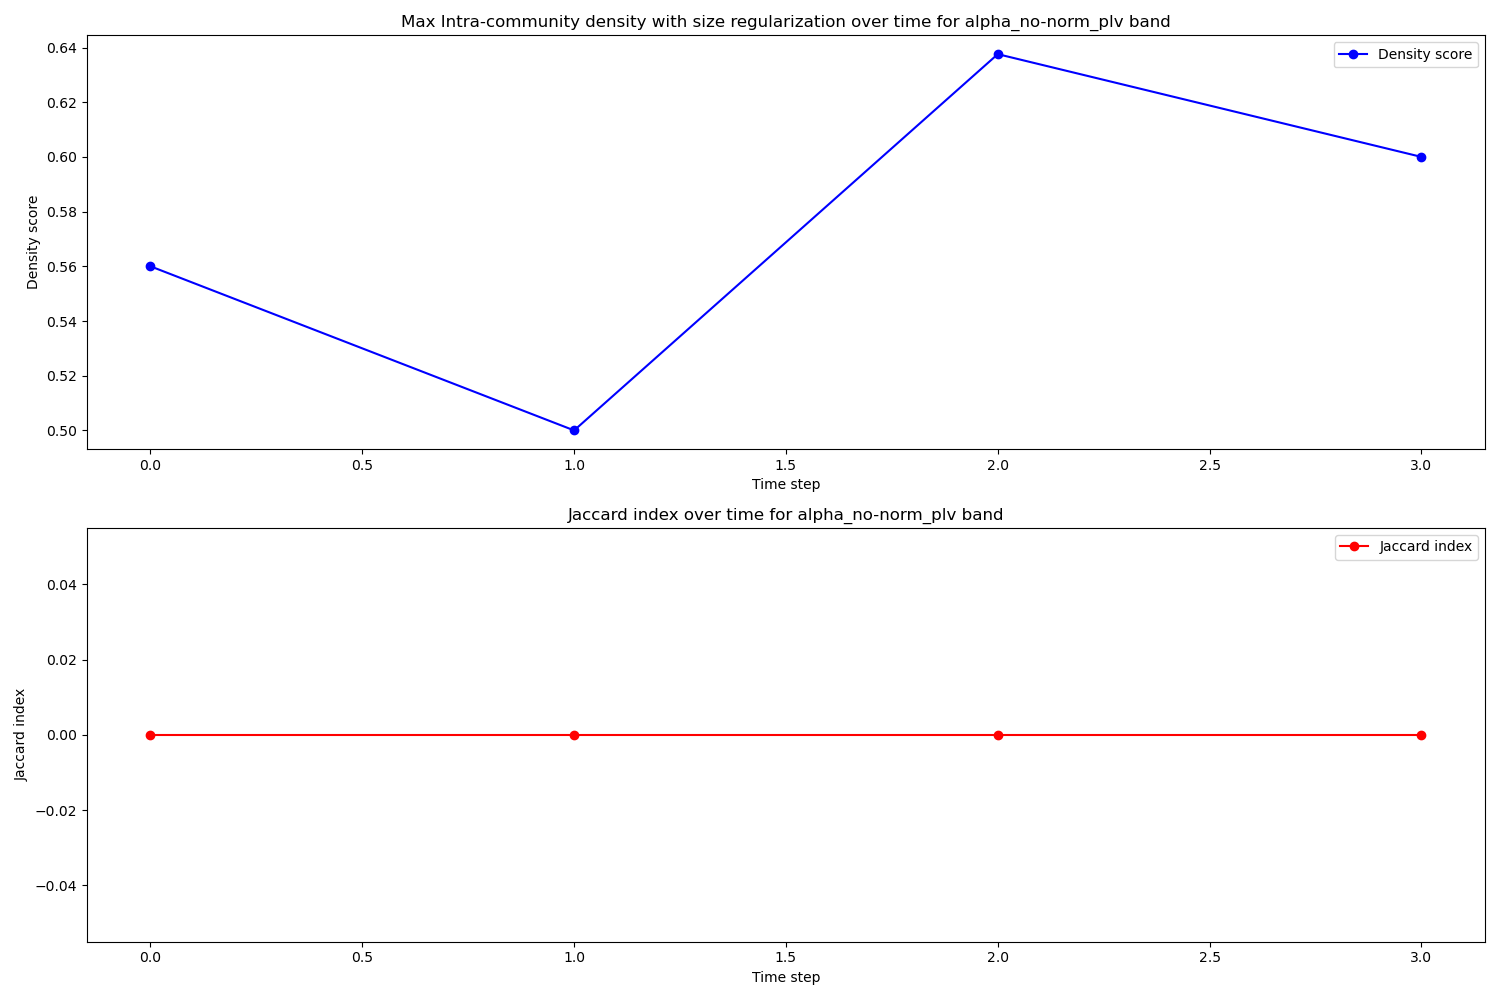 Max Intra-community density with size regularization over time for alpha_no-norm_plv band
Density score
0.64
0.62
0.60
0.58
0.56
0.54
0.52
0.50
Density score
0.0 0.5 1.0 1.5 2.0 2.5 3.0
Time step
Jaccard index over time for alpha_no-norm_plv band
Jaccard index
0.04
0.02
0.00
−0.02
−0.04
Jaccard index
0.0 0.5 1.0 1.5 2.0 2.5 3.0
Time step